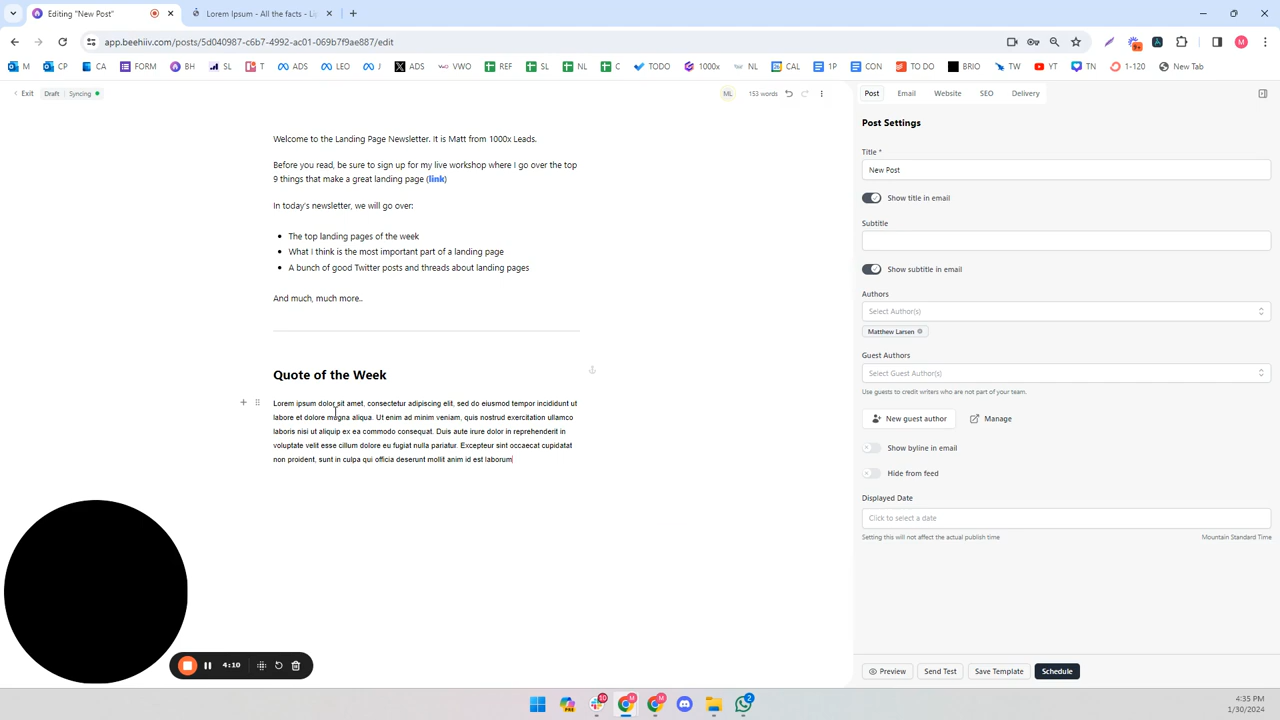 Editing "New Post"
Lorem Ipsum - All the facts - Li
app.beehiiv.com/posts/5d040987-c6b7-4992-ac01-069b7f9ae887/edit
M CP CA FORM BH SL T ADS LEO J ADS VWO REF SL NL C TODO 1000x NL CAL 1P CON TO DO BRIO TW YT TN 1-120 New Tab
Exit Draft Syncing ML 153 words
Post Email Website SEO Delivery
Welcome to the Landing Page Newsletter. It is Matt from 1000x Leads.
Before you read, be sure to sign up for my live workshop where I go over the top
9 things that make a great landing page (link)
In today's newsletter, we will go over:
• The top landing pages of the week
• What I think is the most important part of a landing page
• A bunch of good Twitter posts and threads about landing pages
And much, much more..
Quote of the Week
Lorem ipsum dolor sit amet, consectetur adipiscing elit, sed do eiusmod tempor incididunt ut
labore et dolore magna aliqua. Ut enim ad minim veniam, quis nostrud exercitation ullamco
laboris nisi ut aliquip ex ea commodo consequat. Duis aute irure dolor in reprehenderit in
voluptate velit esse cillum dolore eu fugiat nulla pariatur. Excepteur sint occaecat cupidatat
non proident, sunt in culpa qui officia deserunt mollit anim id est laborum
4:10
Post Settings
Title *
New Post
Show title in email
Subtitle
Show subtitle in email
Authors
Select Author(s)
Matthew Larsen
Guest Authors
Select Guest Author(s)
Use guests to credit writers who are not part of your team.
New guest author Manage
Show byline in email
Hide from feed
Displayed Date
Click to select a date
Setting this will not affect the actual publish time Mountain Standard Time
Preview Send Test Save Template Schedule
4:35 PM
1/30/2024